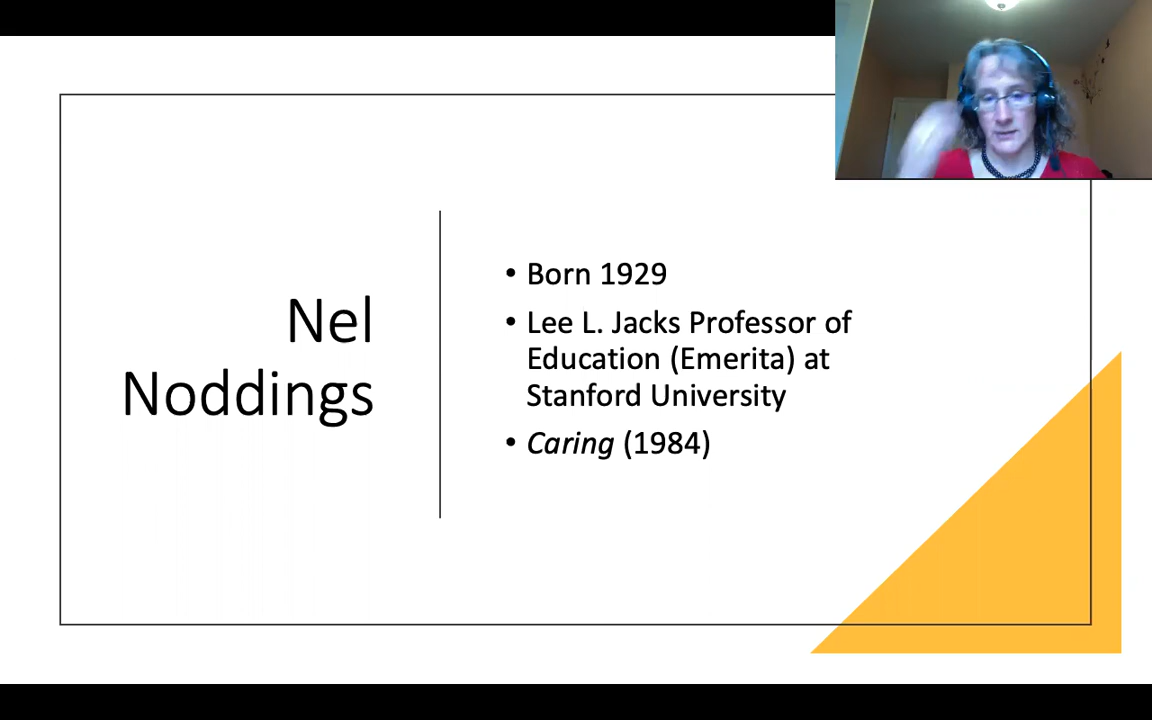 Nel
Noddings
• Born 1929
• Lee L. Jacks Professor of
Education (Emerita) at
Stanford University
• Caring (1984)